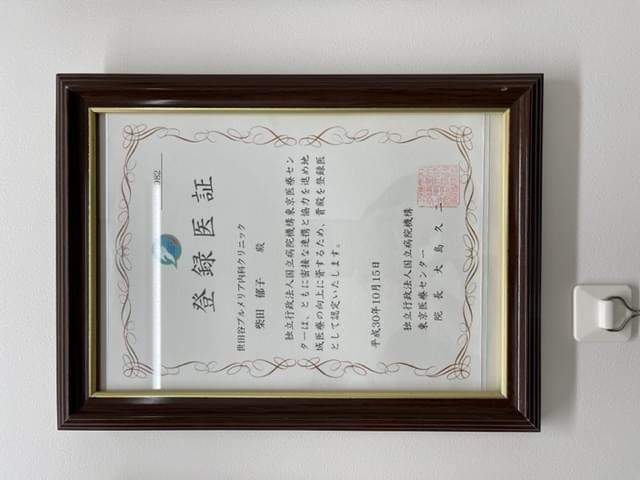 982
登録医証
世田谷プルメリア内科クリニック
柴田 郁子 殿
独立行政法人国立病院機構東京医療セン
ターは、ともに密接な連携と協力を進め地
域医療の向上に資するため、貴殿を登録医
として認定いたします。
平成30年10月15日
独立行政法人国立病院機構
東京医療センター
院長 大島 久二